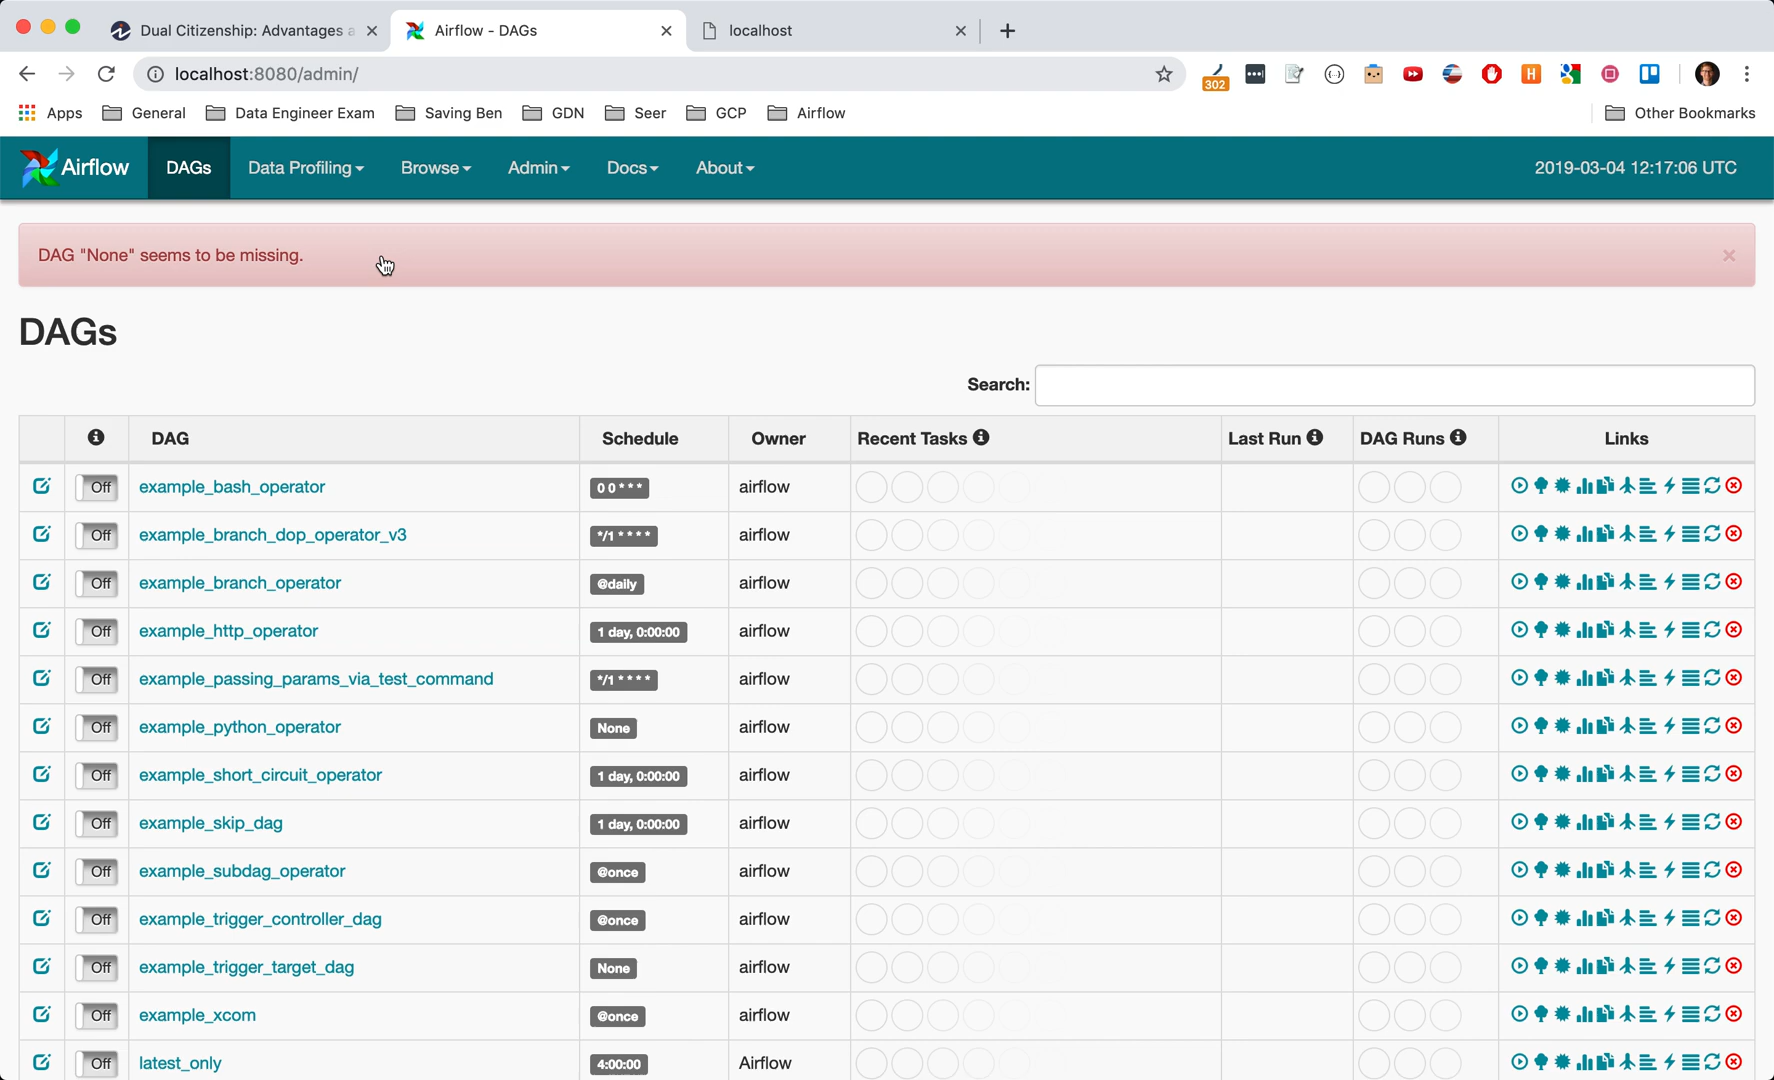 Dual Citizenship: Advantages a
Airflow - DAGs
localhost
localhost:8080/admin/
302
H
Apps
General
Data Engineer Exam
Saving Ben
GDN
Seer
GCP
Airflow
Other Bookmarks
Airflow
DAGs
Data Profiling
Browse
Admin
Docs
About
2019-03-04 12:17:06 UTC
DAG "None" seems to be missing.
×
DAGs
Search:
DAG Schedule Owner Recent Tasks Last Run DAG Runs Links
Off example_bash_operator 0 0 * * * airflow
Off example_branch_dop_operator_v3 */1 * * * * airflow
Off example_branch_operator @daily airflow
Off example_http_operator 1 day, 0:00:00 airflow
Off example_passing_params_via_test_command */1 * * * * airflow
Off example_python_operator None airflow
Off example_short_circuit_operator 1 day, 0:00:00 airflow
Off example_skip_dag 1 day, 0:00:00 airflow
Off example_subdag_operator @once airflow
Off example_trigger_controller_dag @once airflow
Off example_trigger_target_dag None airflow
Off example_xcom @once airflow
Off latest_only 4:00:00 Airflow